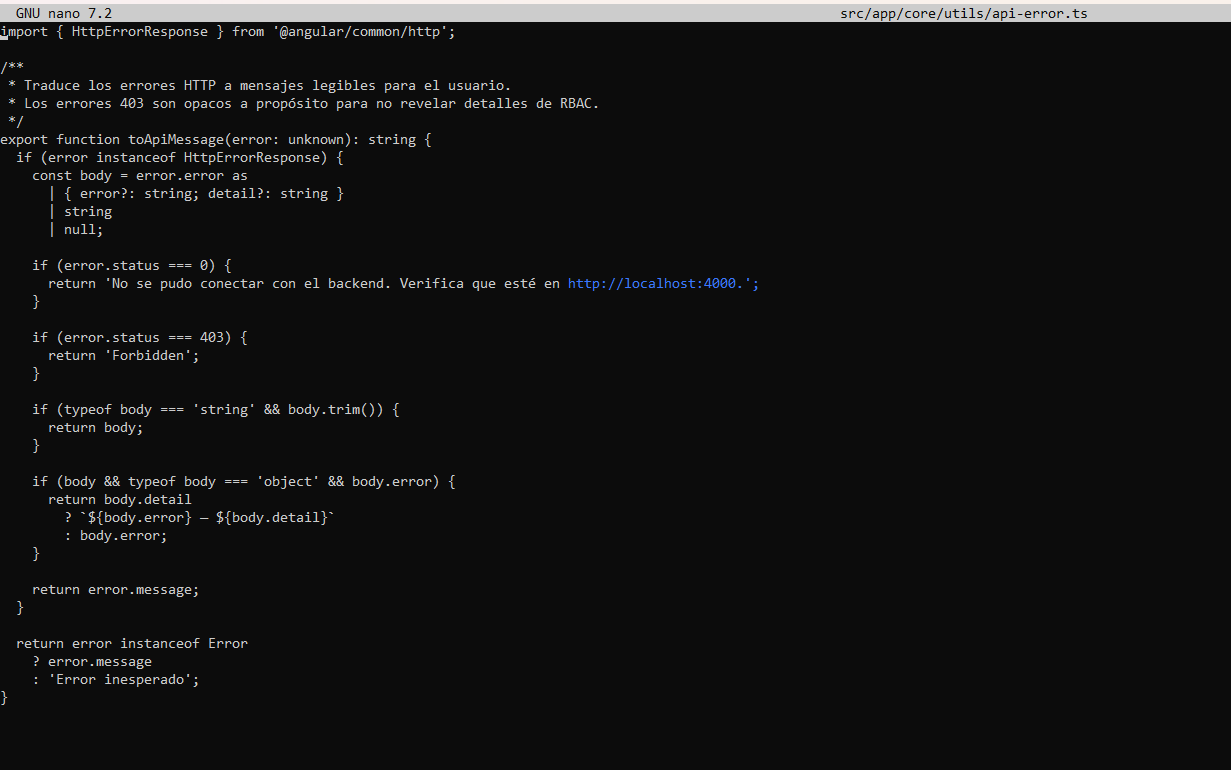 GNU nano 7.2 src/app/core/utils/api-error.ts
import { HttpErrorResponse } from '@angular/common/http';

/**
 * Traduce los errores HTTP a mensajes legibles para el usuario.
 * Los errores 403 son opacos a propósito para no revelar detalles de RBAC.
 */
export function toApiMessage(error: unknown): string {
  if (error instanceof HttpErrorResponse) {
    const body = error.error as
      | { error?: string; detail?: string }
      | string
      | null;

    if (error.status === 0) {
      return 'No se pudo conectar con el backend. Verifica que esté en http://localhost:4000.';
    }

    if (error.status === 403) {
      return 'Forbidden';
    }

    if (typeof body === 'string' && body.trim()) {
      return body;
    }

    if (body && typeof body === 'object' && body.error) {
      return body.detail
        ? `${body.error} — ${body.detail}`
        : body.error;
    }

    return error.message;
  }

  return error instanceof Error
    ? error.message
    : 'Error inesperado';
}